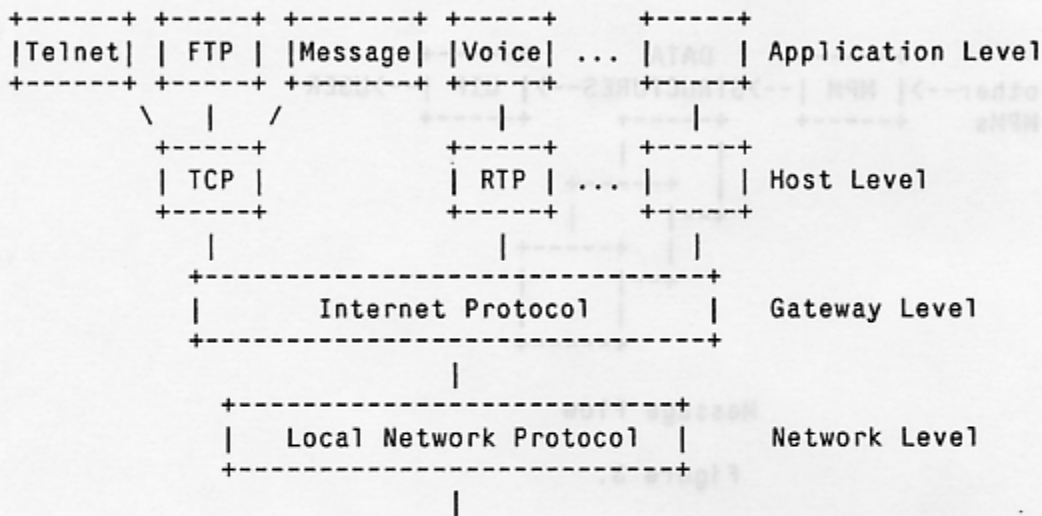 Telnet FTP Message Voice ... Application Level
TCP RTP ... Host Level
Internet Protocol Gateway Level
Local Network Protocol Network Level